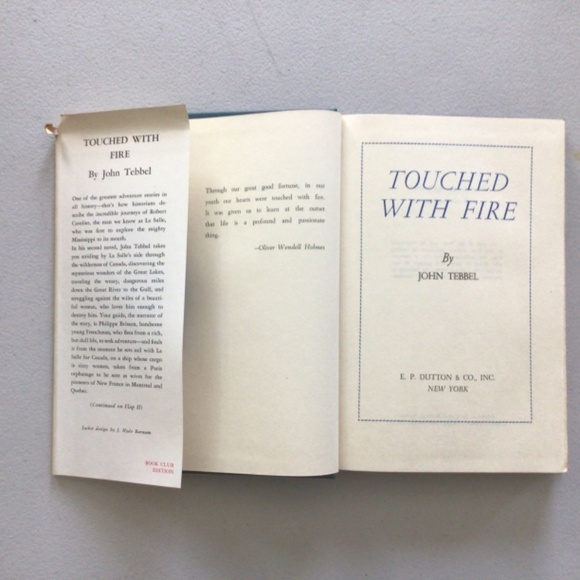 TOUCHED WITH
FIRE
By John Tebbel
One of the greatest adventure stories in
all history—that's how historians de-
scribe the incredible journeys of Robert
Cavelier, the man we know as La Salle,
who was first to explore the mighty
Mississippi to its mouth.
In his second novel, John Tebbel takes
you striding by La Salle's side through
the wilderness of Canada, discovering the
mysterious wonders of the Great Lakes,
traveling the weary, dangerous miles
down the Great River to the Gulf, and
struggling against the wiles of a beauti-
ful woman, who loves him enough to
destroy him. Your guide, the narrator of
the story, is Philippe Brisson, handsome
young Frenchman, who flees from a rich,
but dull life, to seek adventure—and finds
it from the moment he sets sail with La
Salle for Canada, on a ship whose cargo
is sixty women, taken from a Paris
orphanage to be sent as wives for the
pioneers of New France in Montreal and
Quebec.
(Continued on Flap II)
Jacket design by
BOOK CLUB
EDITION
Through our great good fortune, in our
youth our hearts were touched with fire.
It was given us to learn at the outset
that life is a profound and passionate
thing.
—Oliver Wendell Holmes
TOUCHED
WITH FIRE
By
JOHN TEBBEL
E. P. DUTTON & CO., INC.
NEW YORK